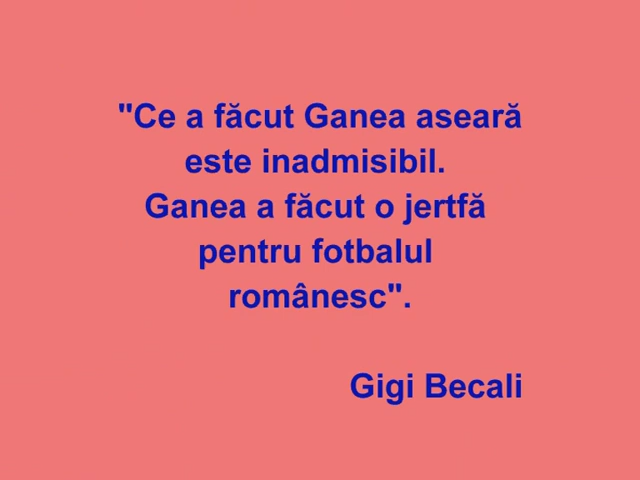 "Ce a făcut Ganea aseară
este inadmisibil.
Ganea a făcut o jertfă
pentru fotbalul
românesc".
Gigi Becali